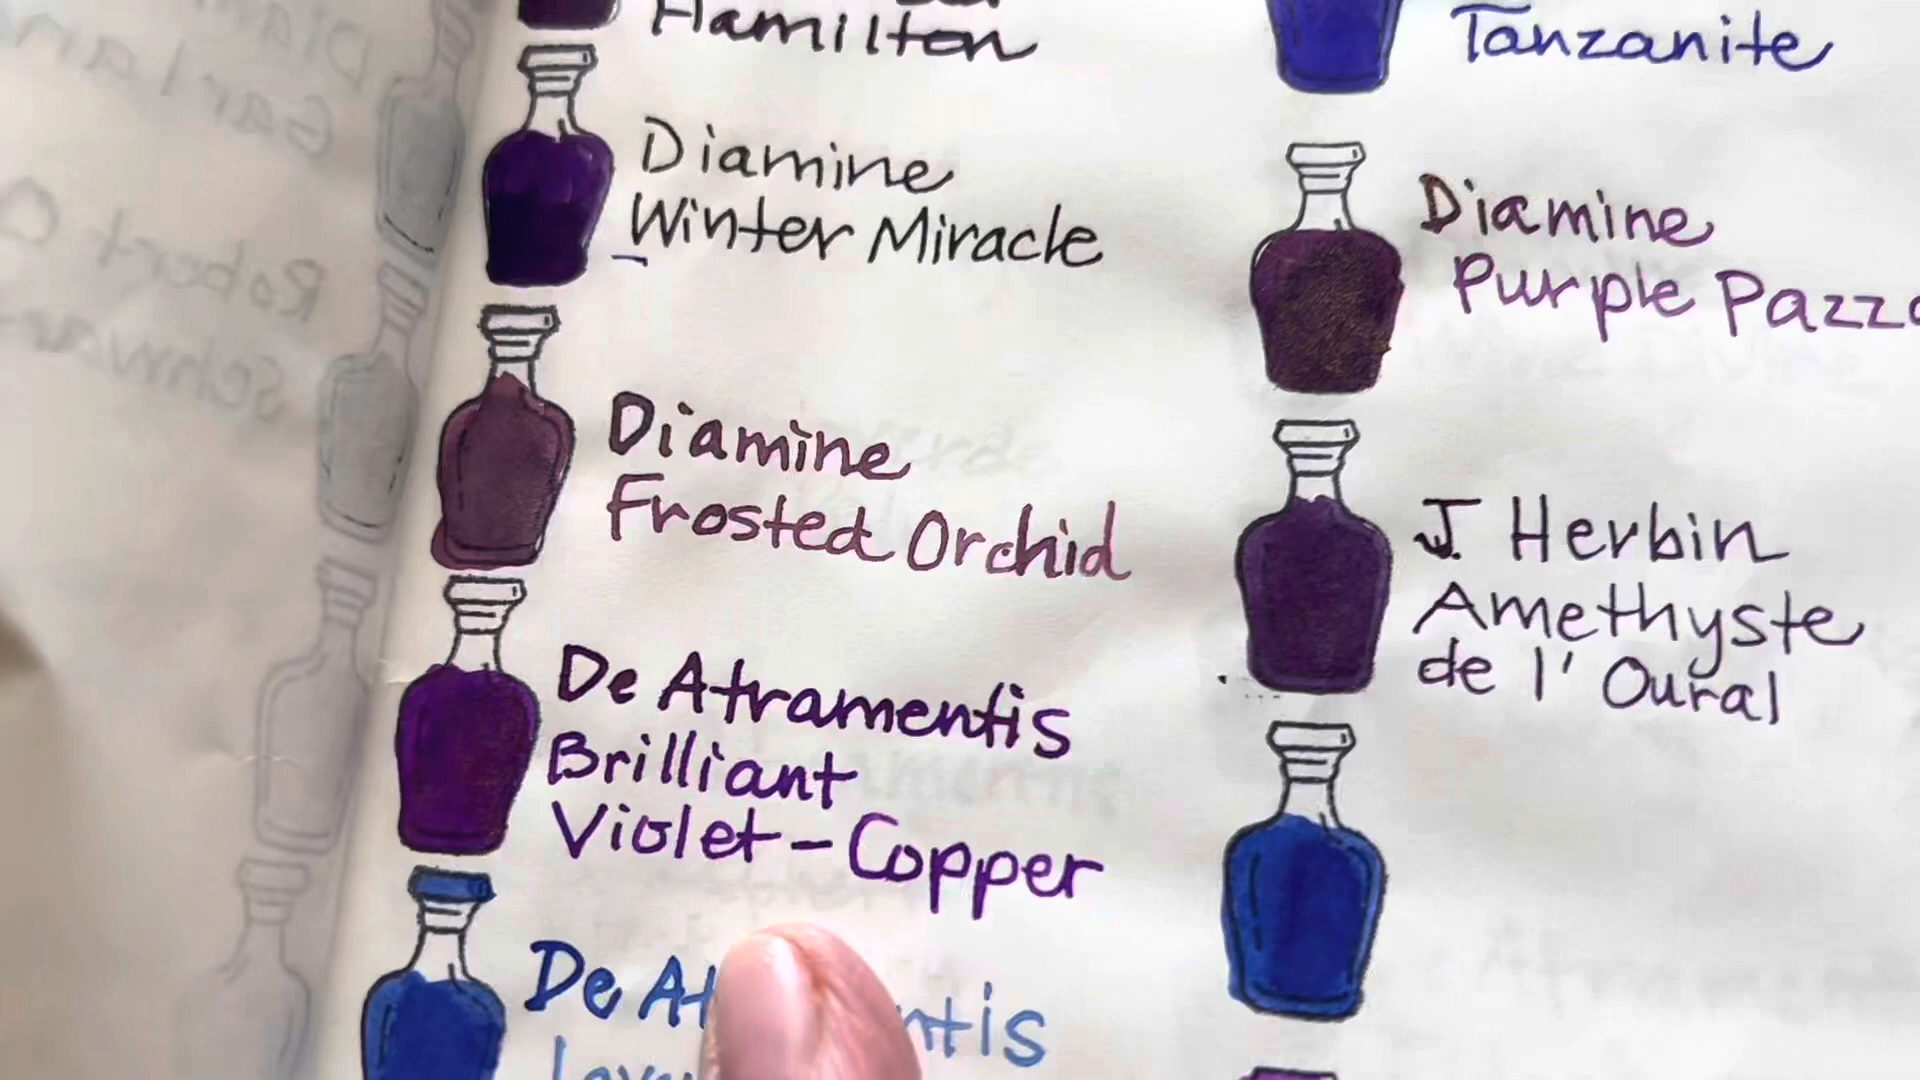 Hamilton
Diamine
Winter Miracle
Diamine
Frosted Orchid
De Atramentis
Brilliant
Violet-Copper
De At ntis
Tanzanite
Diamine
Purple Pazz
J Herbin
Amethyste
de l' Oural